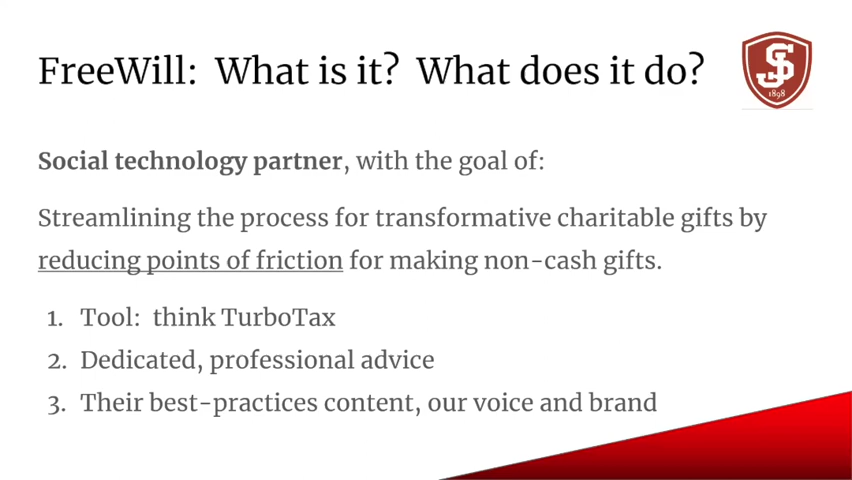 FreeWill: What is it? What does it do?
SJ
1898
Social technology partner, with the goal of:
Streamlining the process for transformative charitable gifts by
reducing points of friction for making non-cash gifts.
1. Tool: think TurboTax
2. Dedicated, professional advice
3. Their best-practices content, our voice and brand